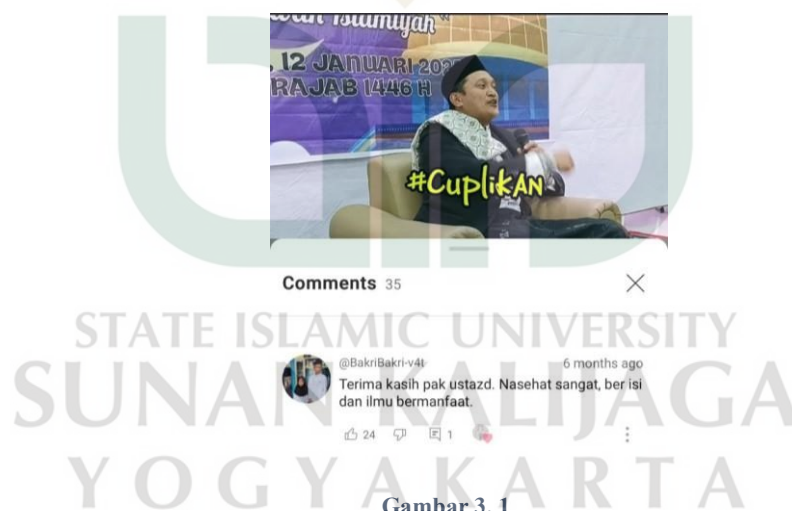 Islamiyah"
12 JANUARI
RAJAB 1446 H
#CuplikAN
Comments 35
STATE ISLAMIC UNIVERSITY
SUNAN KALIJAGA
YOGYAKARTA
@BakriBakri-v4t 6 months ago
Terima kasih pak ustazd. Nasehat sangat, ber isi
dan ilmu bermanfaat.
24 1
Gambar 3. 1